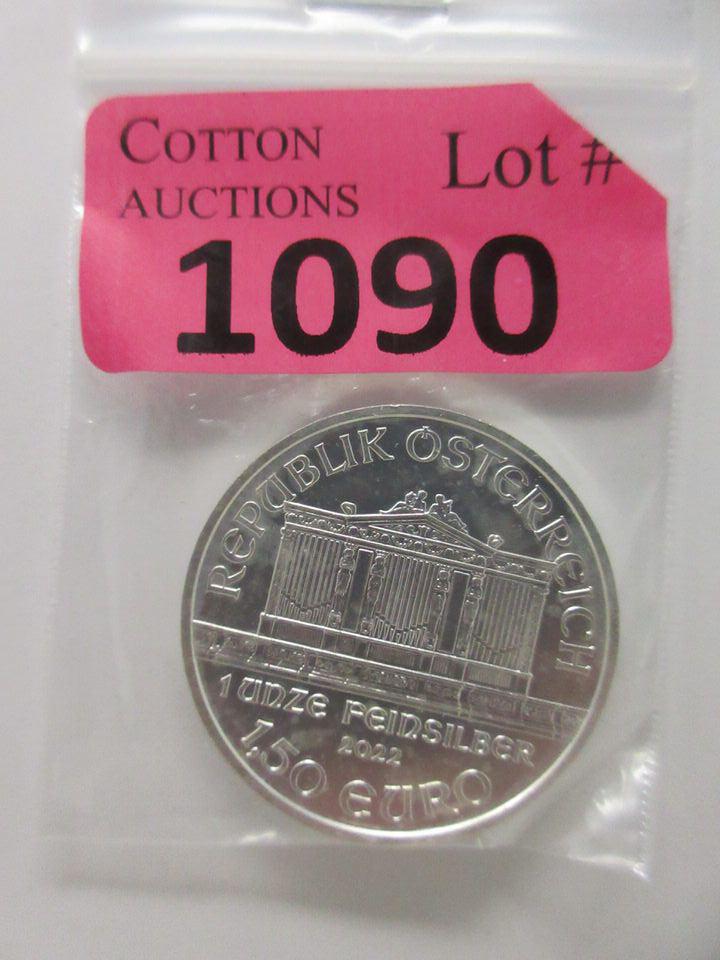 COTTON
AUCTIONS
Lot #
1090
REPUBLIK ÖSTERREICH
1 UNZE FEINSILBER
2022
1,50 EURO